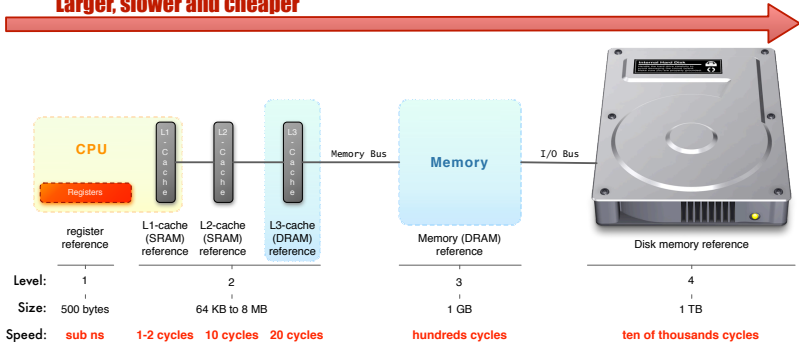 Larger, slower and cheaper
Internal Hard Disk
CPU
Registers
L1-Cache
L2-Cache
L3-Cache
Memory Bus
Memory
I/O Bus
register
reference
L1-cache
(SRAM)
reference
L2-cache
(SRAM)
reference
L3-cache
(DRAM)
reference
Memory (DRAM)
reference
Disk memory reference
Level: 1 2 3 4
Size: 500 bytes 64 KB to 8 MB 1 GB 1 TB
Speed: sub ns 1-2 cycles 10 cycles 20 cycles hundreds cycles ten of thousands cycles